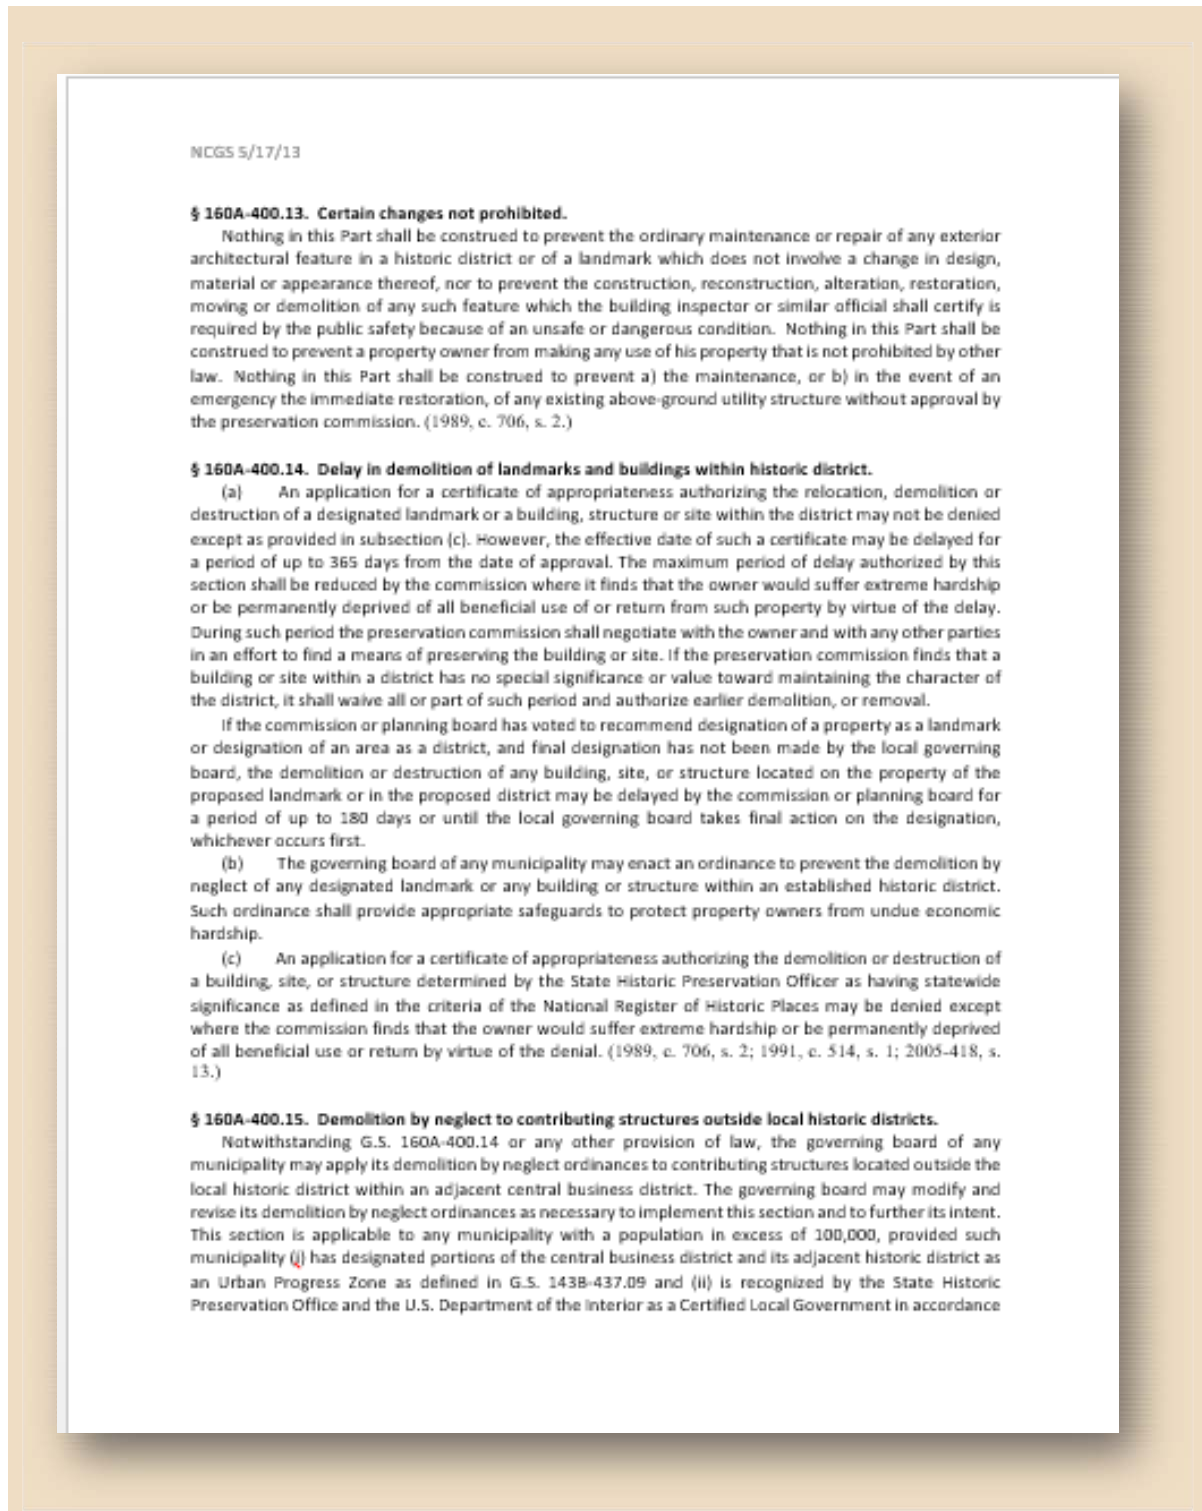 NCGS 5/17/13
§ 160A-400.13. Certain changes not prohibited.
Nothing in this Part shall be construed to prevent the ordinary maintenance or repair of any exterior
architectural feature in a historic district or of a landmark which does not involve a change in design,
material or appearance thereof, nor to prevent the construction, reconstruction, alteration, restoration,
moving or demolition of any such feature which the building inspector or similar official shall certify is
required by the public safety because of an unsafe or dangerous condition. Nothing in this Part shall be
construed to prevent a property owner from making any use of his property that is not prohibited by other
law. Nothing in this Part shall be construed to prevent a) the maintenance, or b) in the event of an
emergency the immediate restoration, of any existing above-ground utility structure without approval by
the preservation commission. (1989, c. 706, s. 2.)
§ 160A-400.14. Delay in demolition of landmarks and buildings within historic district.
(a) An application for a certificate of appropriateness authorizing the relocation, demolition or
destruction of a designated landmark or a building, structure or site within the district may not be denied
except as provided in subsection (c). However, the effective date of such a certificate may be delayed for
a period of up to 365 days from the date of approval. The maximum period of delay authorized by this
section shall be reduced by the commission where it finds that the owner would suffer extreme hardship
or be permanently deprived of all beneficial use of or return from such property by virtue of the delay.
During such period the preservation commission shall negotiate with the owner and with any other parties
in an effort to find a means of preserving the building or site. If the preservation commission finds that a
building or site within a district has no special significance or value toward maintaining the character of
the district, it shall waive all or part of such period and authorize earlier demolition, or removal.
If the commission or planning board has voted to recommend designation of a property as a landmark
or designation of an area as a district, and final designation has not been made by the local governing
board, the demolition or destruction of any building, site, or structure located on the property of the
proposed landmark or in the proposed district may be delayed by the commission or planning board for
a period of up to 180 days or until the local governing board takes final action on the designation,
whichever occurs first.
(b) The governing board of any municipality may enact an ordinance to prevent the demolition by
neglect of any designated landmark or any building or structure within an established historic district.
Such ordinance shall provide appropriate safeguards to protect property owners from undue economic
hardship.
(c) An application for a certificate of appropriateness authorizing the demolition or destruction of
a building, site, or structure determined by the State Historic Preservation Officer as having statewide
significance as defined in the criteria of the National Register of Historic Places may be denied except
where the commission finds that the owner would suffer extreme hardship or be permanently deprived
of all beneficial use or return by virtue of the denial. (1989, c. 706, s. 2; 1991, c. 514, s. 1; 2005-418, s.
13.)
§ 160A-400.15. Demolition by neglect to contributing structures outside local historic districts.
Notwithstanding G.S. 160A-400.14 or any other provision of law, the governing board of any
municipality may apply its demolition by neglect ordinances to contributing structures located outside the
local historic district within an adjacent central business district. The governing board may modify and
revise its demolition by neglect ordinances as necessary to implement this section and to further its intent.
This section is applicable to any municipality with a population in excess of 100,000, provided such
municipality (i) has designated portions of the central business district and its adjacent historic district as
an Urban Progress Zone as defined in G.S. 143B-437.09 and (ii) is recognized by the State Historic
Preservation Office and the U.S. Department of the Interior as a Certified Local Government in accordance